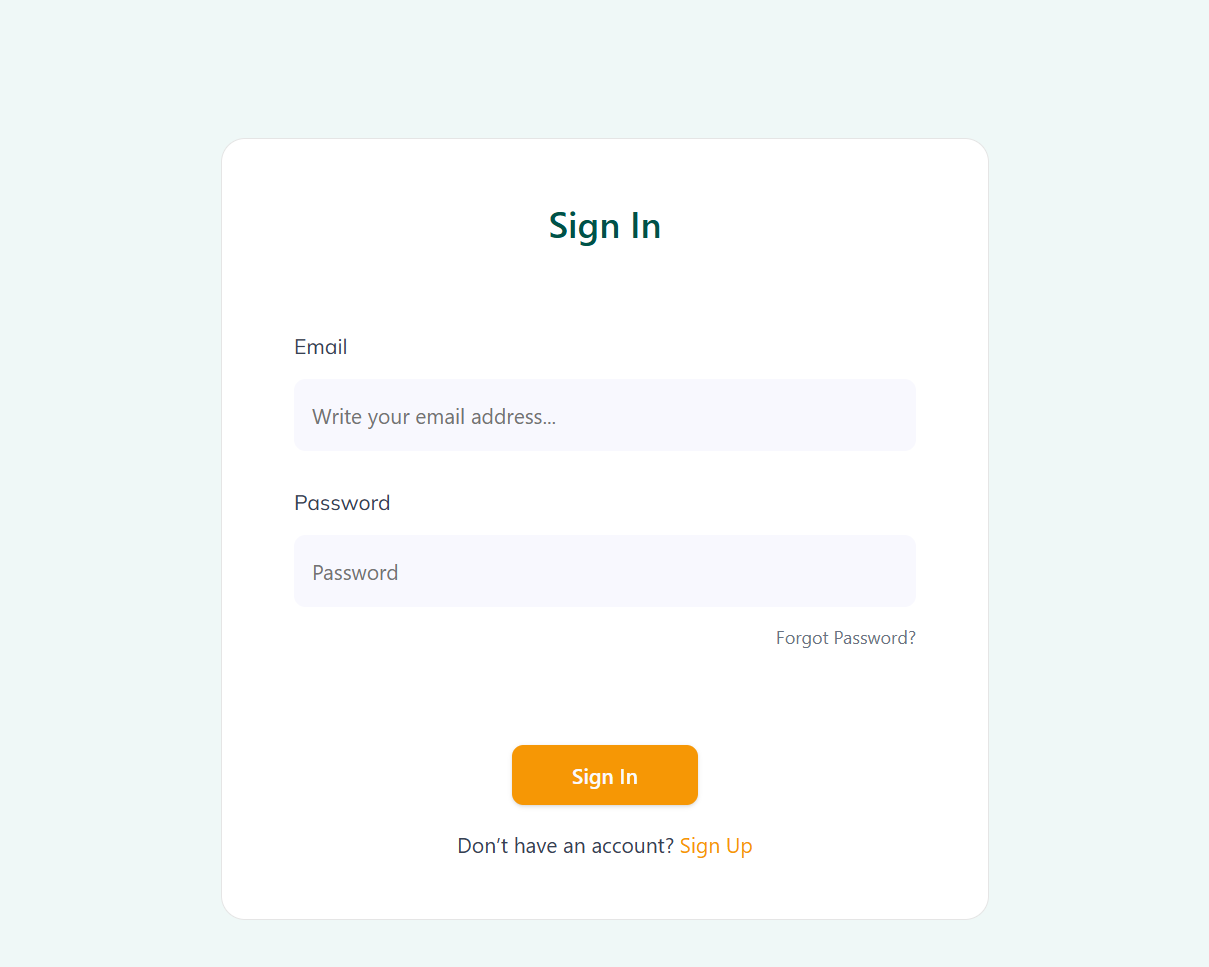 Sign In
Email
Write your email address...
Password
Password
Forgot Password?
Sign In
Don’t have an account? Sign Up